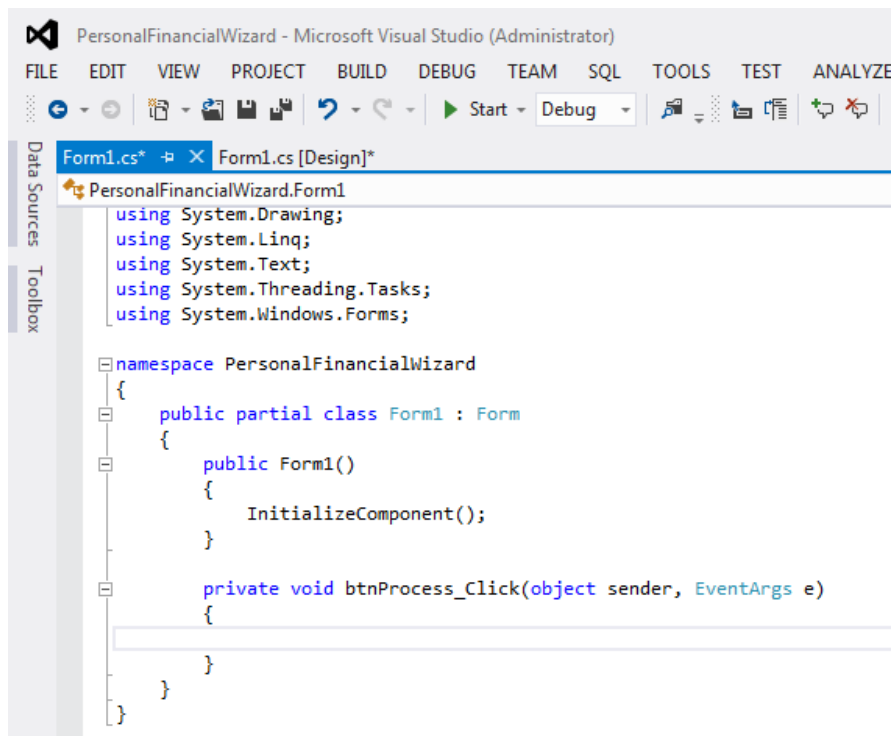 PersonalFinancialWizard - Microsoft Visual Studio (Administrator)
FILE EDIT VIEW PROJECT BUILD DEBUG TEAM SQL TOOLS TEST ANALYZE
Start Debug
Data Sources
Toolbox
Form1.cs* Form1.cs [Design]*
PersonalFinancialWizard.Form1
using System.Drawing;
using System.Linq;
using System.Text;
using System.Threading.Tasks;
using System.Windows.Forms;
namespace PersonalFinancialWizard
{
public partial class Form1 : Form
{
public Form1()
{
InitializeComponent();
}
private void btnProcess_Click(object sender, EventArgs e)
{
}
}
}